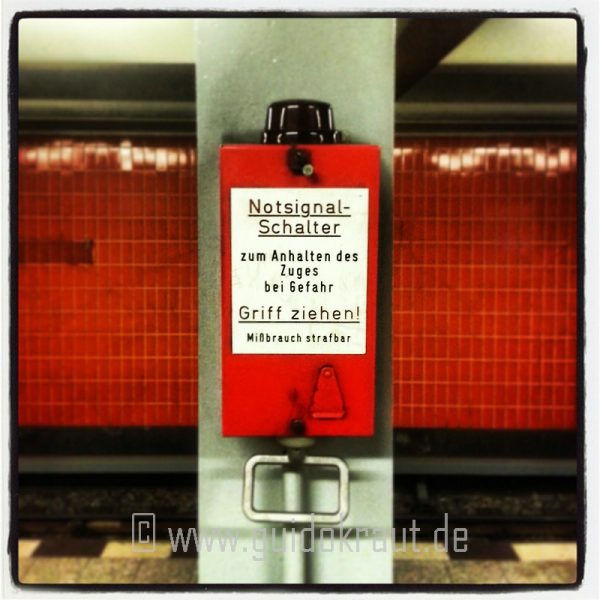 Notsignal-
Schalter
zum Anhalten des
Zuges
bei Gefahr
Griff ziehen!
Mißbrauch strafbar
© www.guidokraut.de